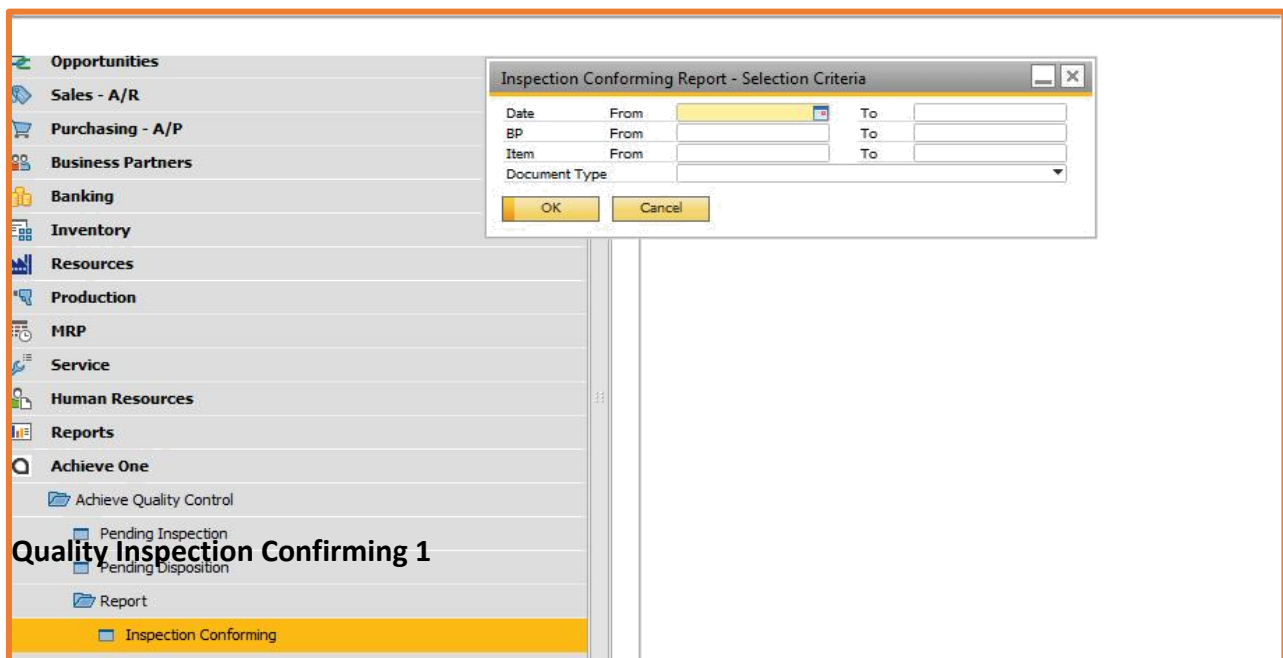 Opportunities
Sales - A/R
Purchasing - A/P
Business Partners
Banking
Inventory
Resources
Production
MRP
Service
Human Resources
Reports
Achieve One
Achieve Quality Control
Pending Inspection
Quality Inspection Confirming 1
Pending Disposition
Report
Inspection Conforming
Inspection Conforming Report - Selection Criteria
Date From To
BP From To
Item From To
Document Type
OK Cancel